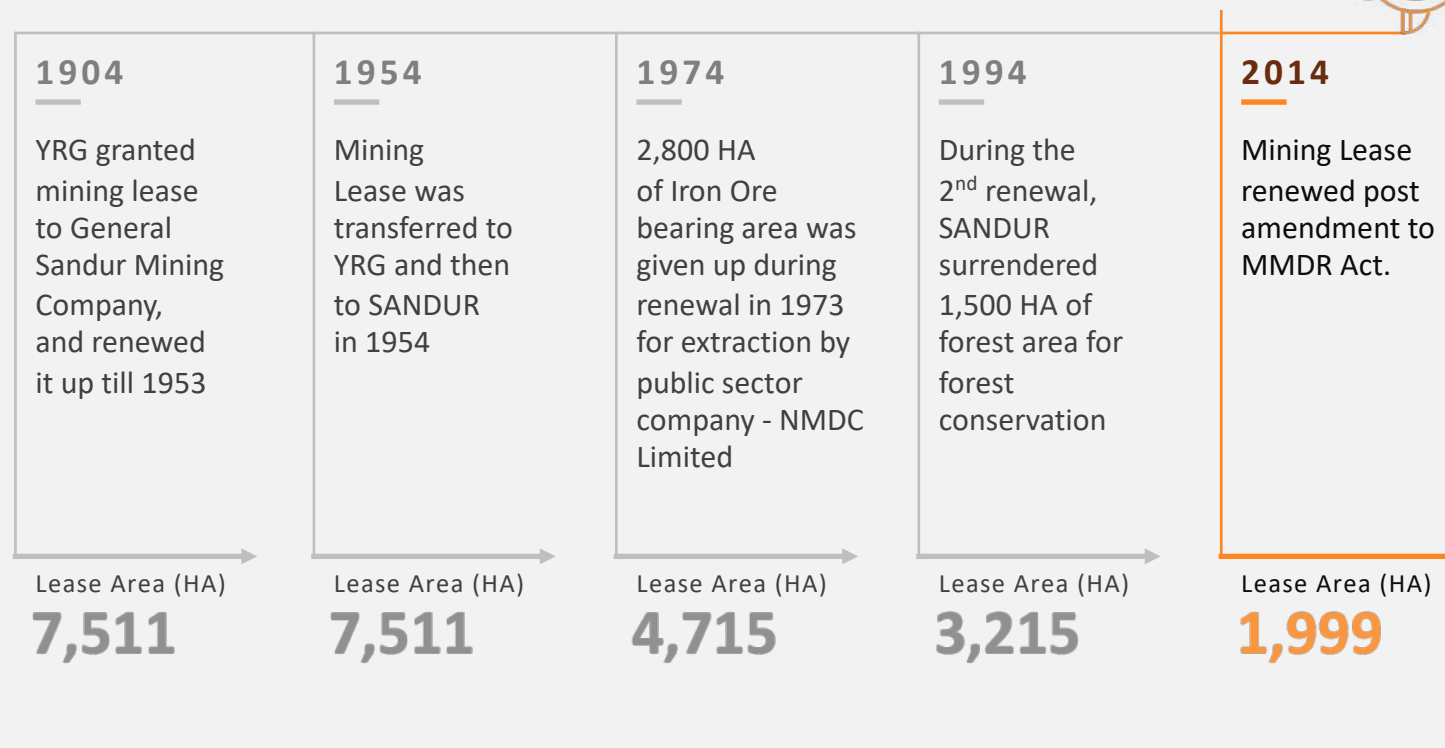 1904
YRG granted
mining lease
to General
Sandur Mining
Company,
and renewed
it up till 1953
Lease Area (HA)
7,511
1954
Mining
Lease was
transferred to
YRG and then
to SANDUR
in 1954
Lease Area (HA)
7,511
1974
2,800 HA
of Iron Ore
bearing area was
given up during
renewal in 1973
for extraction by
public sector
company - NMDC
Limited
Lease Area (HA)
4,715
1994
During the
2nd renewal,
SANDUR
surrendered
1,500 HA of
forest area for
forest
conservation
Lease Area (HA)
3,215
2014
Mining Lease
renewed post
amendment to
MMDR Act.
Lease Area (HA)
1,999